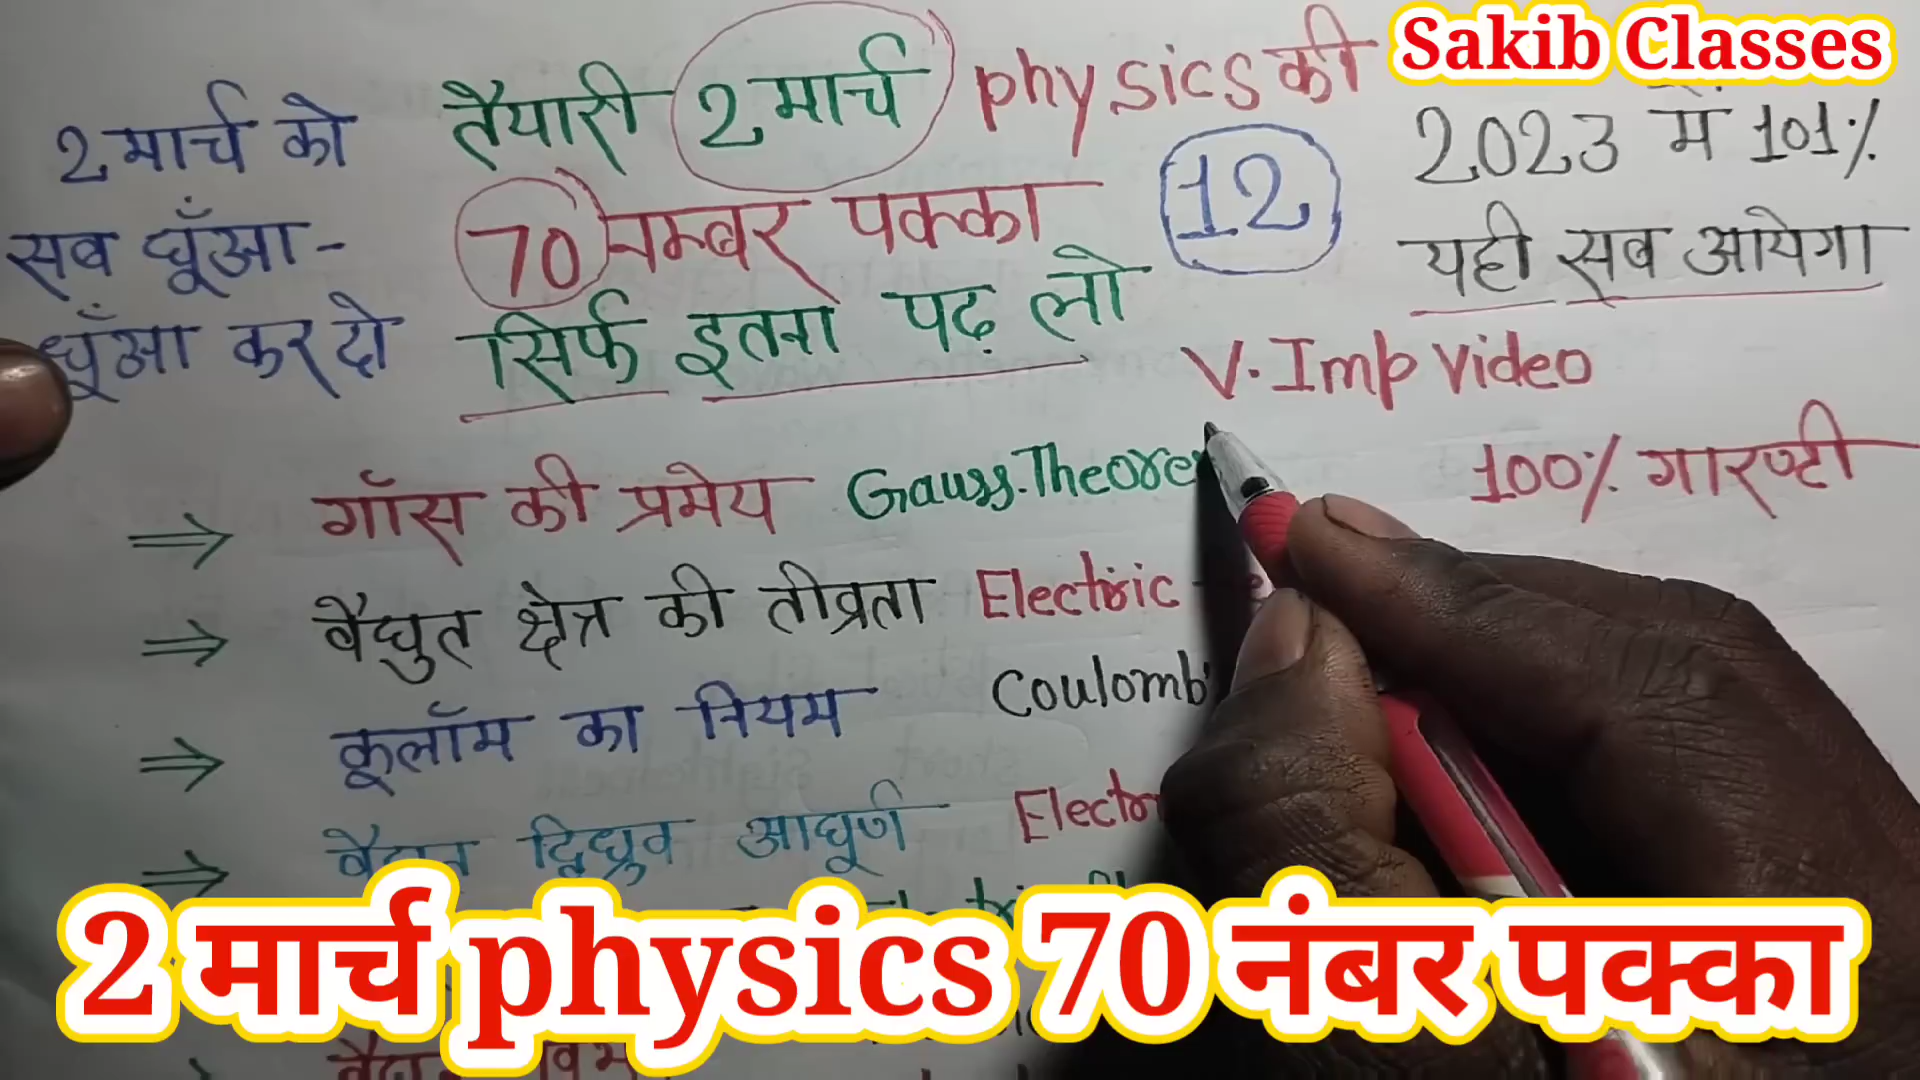 Sakib Classes
तैयारी 2 मार्च physics की
2 मार्च को
2023 में 101%
12
70 नम्बर पक्का
सब धूँआ-
यही सब आयेगा
सिर्फ इतना पढ़ लो
धूँआ कर दो
V. Imp Video
100% गारण्टी
⇒ गॉस की प्रमेय Gauss. Theore
⇒ वैद्युत क्षेत्र की तीव्रता Electric
⇒ कूलॉम का नियम Coulomb'
⇒ वैद्युत द्विध्रुव आघूर्ण Electr
2 मार्च physics 70 नंबर पक्का